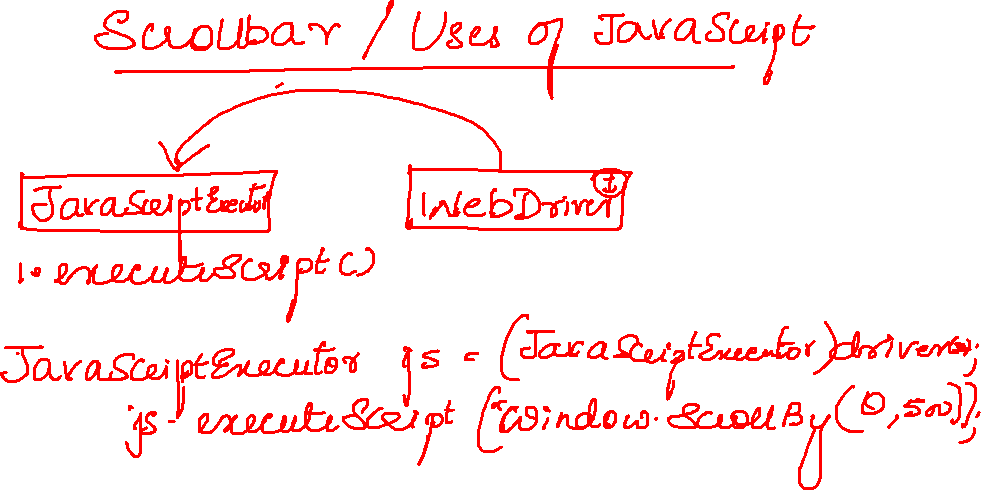 Scrollbar / Uses of JavaScript
JavaScriptExecutor WebDriver I
1. executeScript()
JavaScriptExecutor js = (JavaScriptExecutor)driver;
js.executeScript("Window.ScrollBy(0,500)");